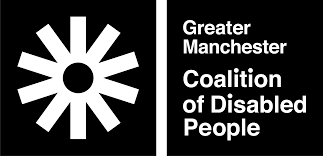 Greater
Manchester
Coalition
of Disabled
People